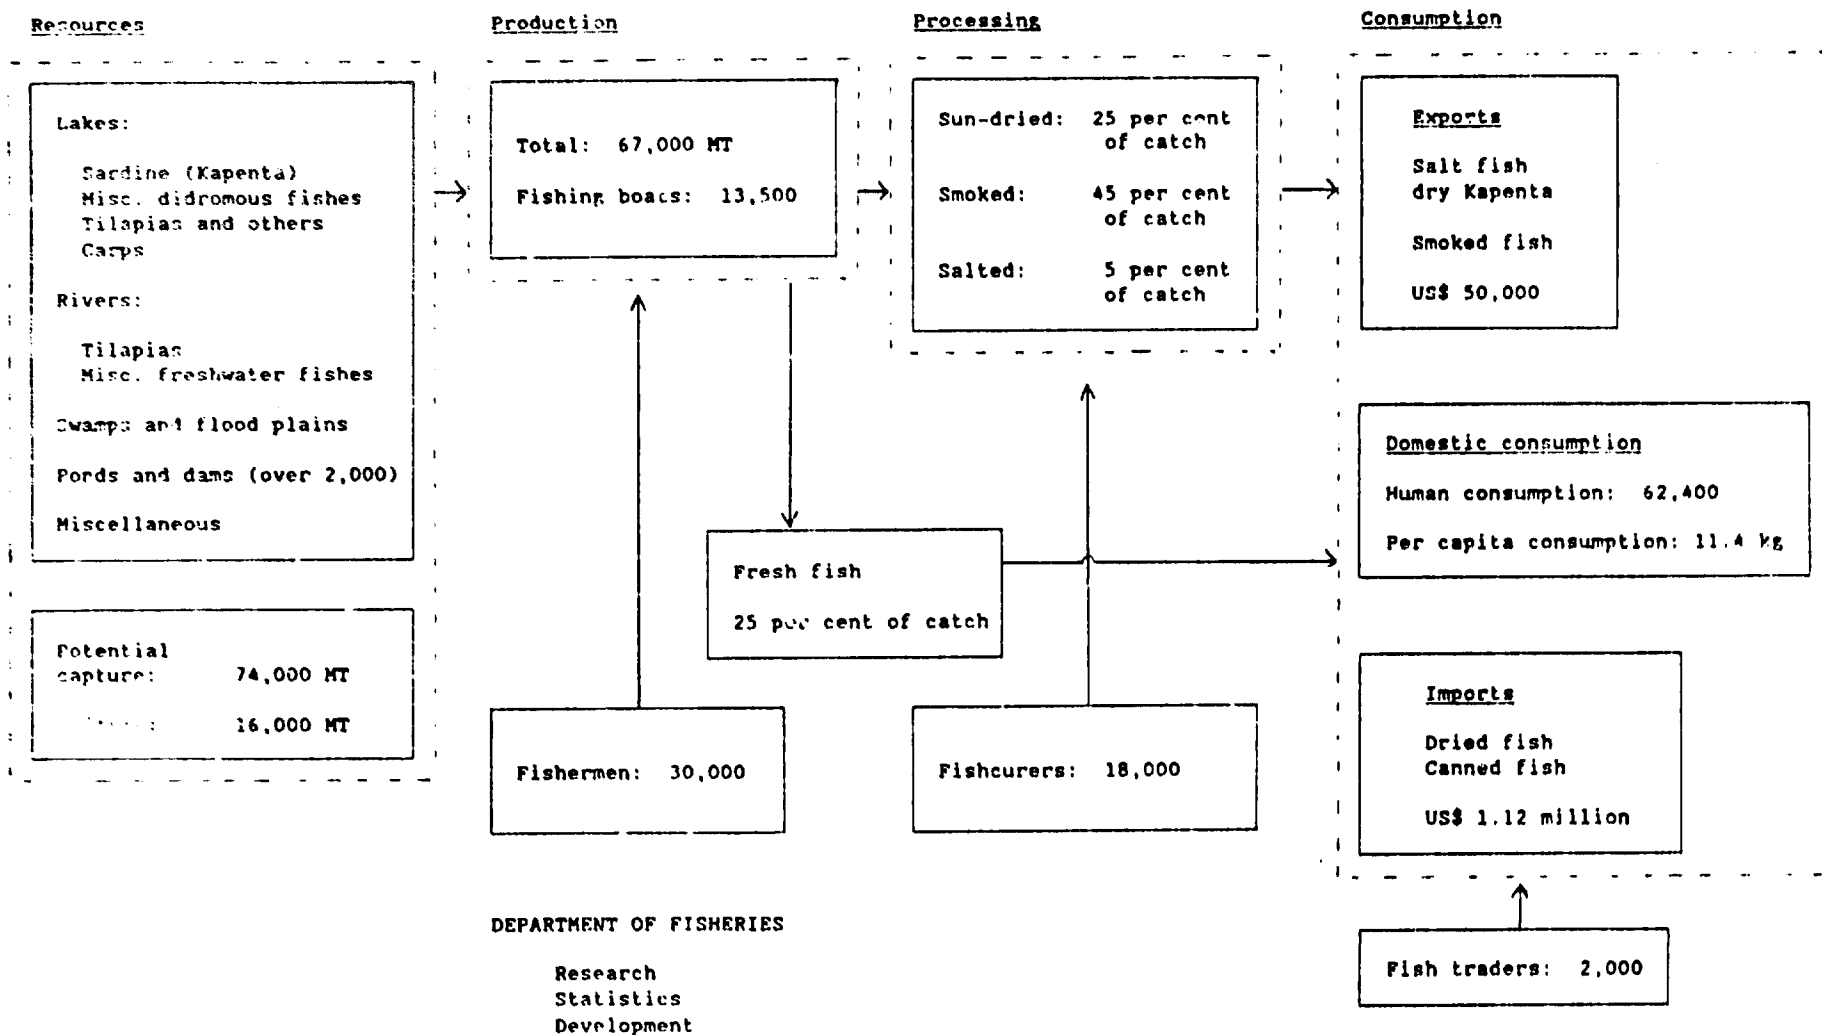 Resources
Lakes:
Sardine (Kapenta)
Misc. didromous fishes
Tilapias and others
Carps
Rivers:
Tilapias
Misc. freshwater fishes
Swamps and flood plains
Ponds and dams (over 2,000)
Miscellaneous
Potential
capture: 74,000 MT
16,000 MT
Production
Total: 67,000 MT
Fishing boats: 13,500
Fresh fish
25 per cent of catch
Fishermen: 30,000
DEPARTMENT OF FISHERIES
Research
Statistics
Development
Processing
Sun-dried: 25 per cent
of catch
Smoked: 45 per cent
of catch
Salted: 5 per cent
of catch
Fishcurers: 18,000
Consumption
Exports
Salt fish
dry Kapenta
Smoked fish
US$ 50,000
Domestic consumption
Human consumption: 62,400
Per capita consumption: 11.4 kg
Imports
Dried fish
Canned fish
US$ 1.12 million
Fish traders: 2,000